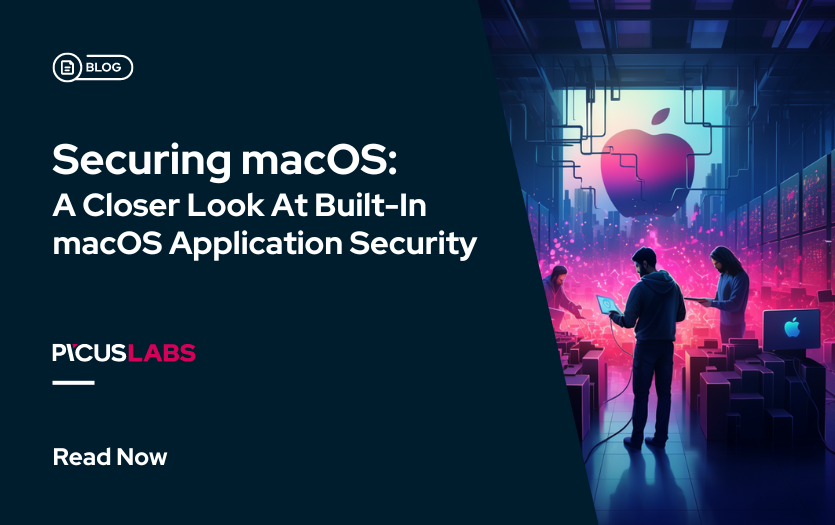 BLOG
Securing macOS:
A Closer Look At Built-In
macOS Application Security
PICUSLABS
Read Now